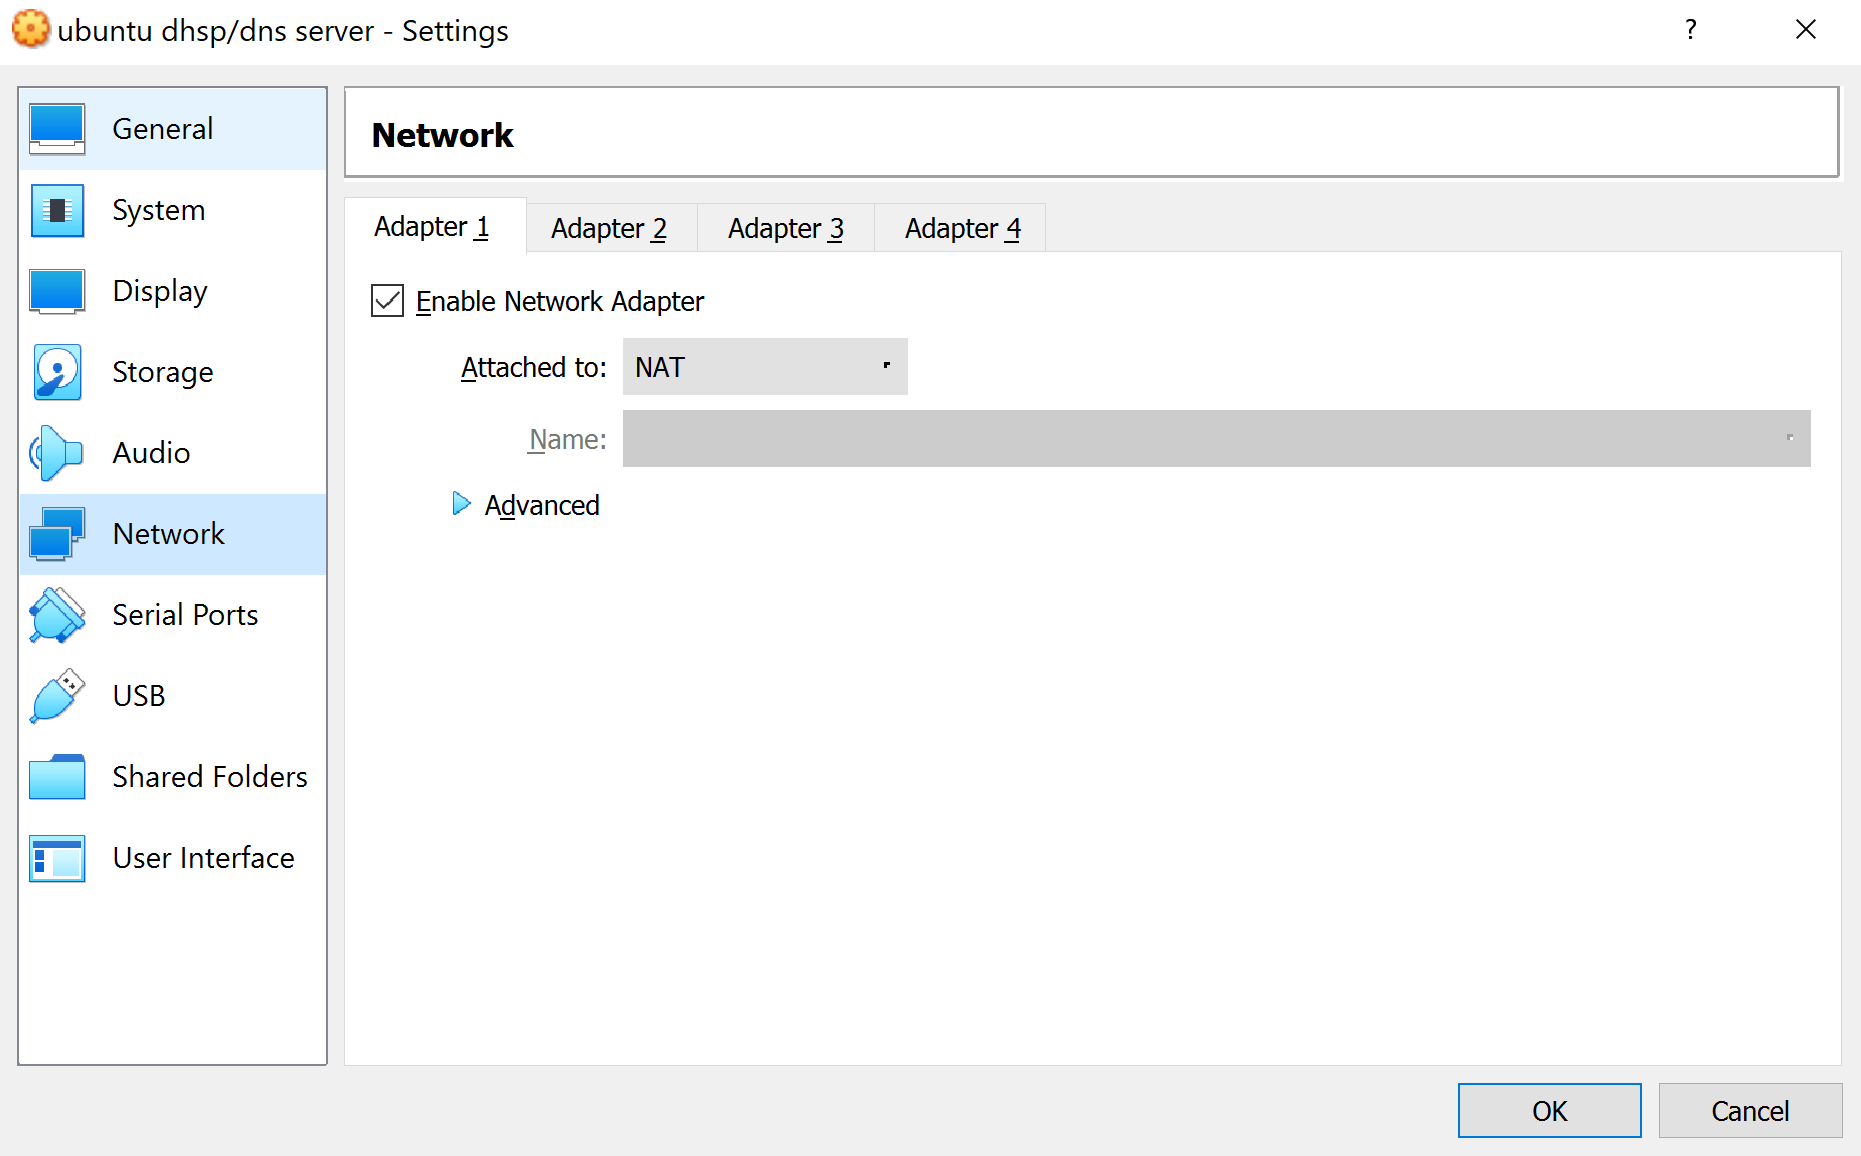 ubuntu dhsp/dns server - Settings
?
General
System
Display
Storage
Audio
Network
Serial Ports
USB
Shared Folders
User Interface
Network
Adapter 1 Adapter 2 Adapter 3 Adapter 4
Enable Network Adapter
Attached to: NAT
Name:
Advanced
OK Cancel